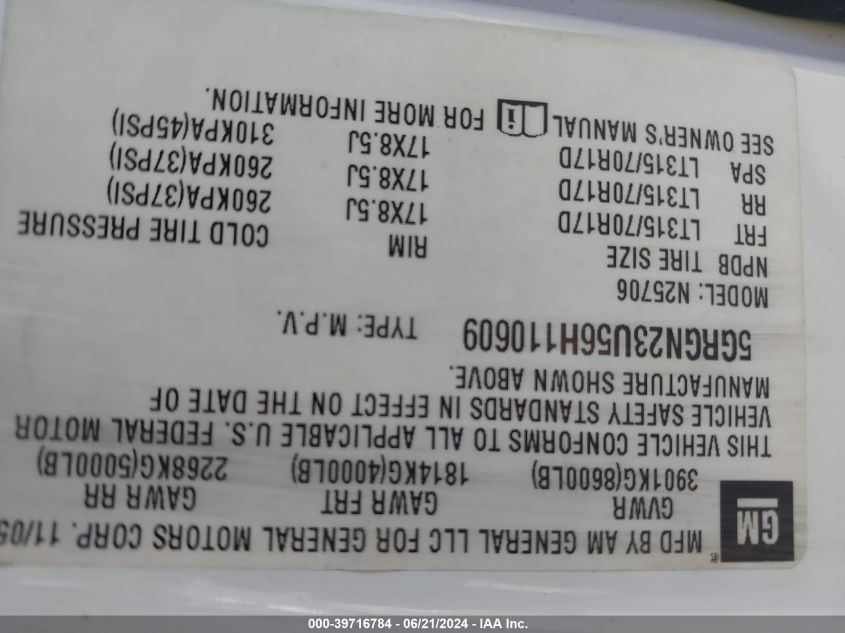 MFD BY AM GENERAL LLC FOR GENERAL MOTORS CORP. 11/05
GM ®
GVWR GAWR FRT GAWR RR
3901KG(8600LB) 1814KG(4000LB) 2268KG(5000LB)
THIS VEHICLE CONFORMS TO ALL APPLICABLE U.S. FEDERAL MOTOR
VEHICLE SAFETY STANDARDS IN EFFECT ON THE DATE OF
MANUFACTURE SHOWN ABOVE.
5GRGN23U56H110609 TYPE: M.P.V.
MODEL: N25706
NPDB TIRE SIZE RIM COLD TIRE PRESSURE
FRT LT315/70R17D 17X8.5J 260KPA(37PSI)
RR LT315/70R17D 17X8.5J 260KPA(37PSI)
SPA LT315/70R17D 17X8.5J 310KPA(45PSI)
SEE OWNER'S MANUAL i FOR MORE INFORMATION.
000-39716784 / 06/21/2024 - IAA Inc.